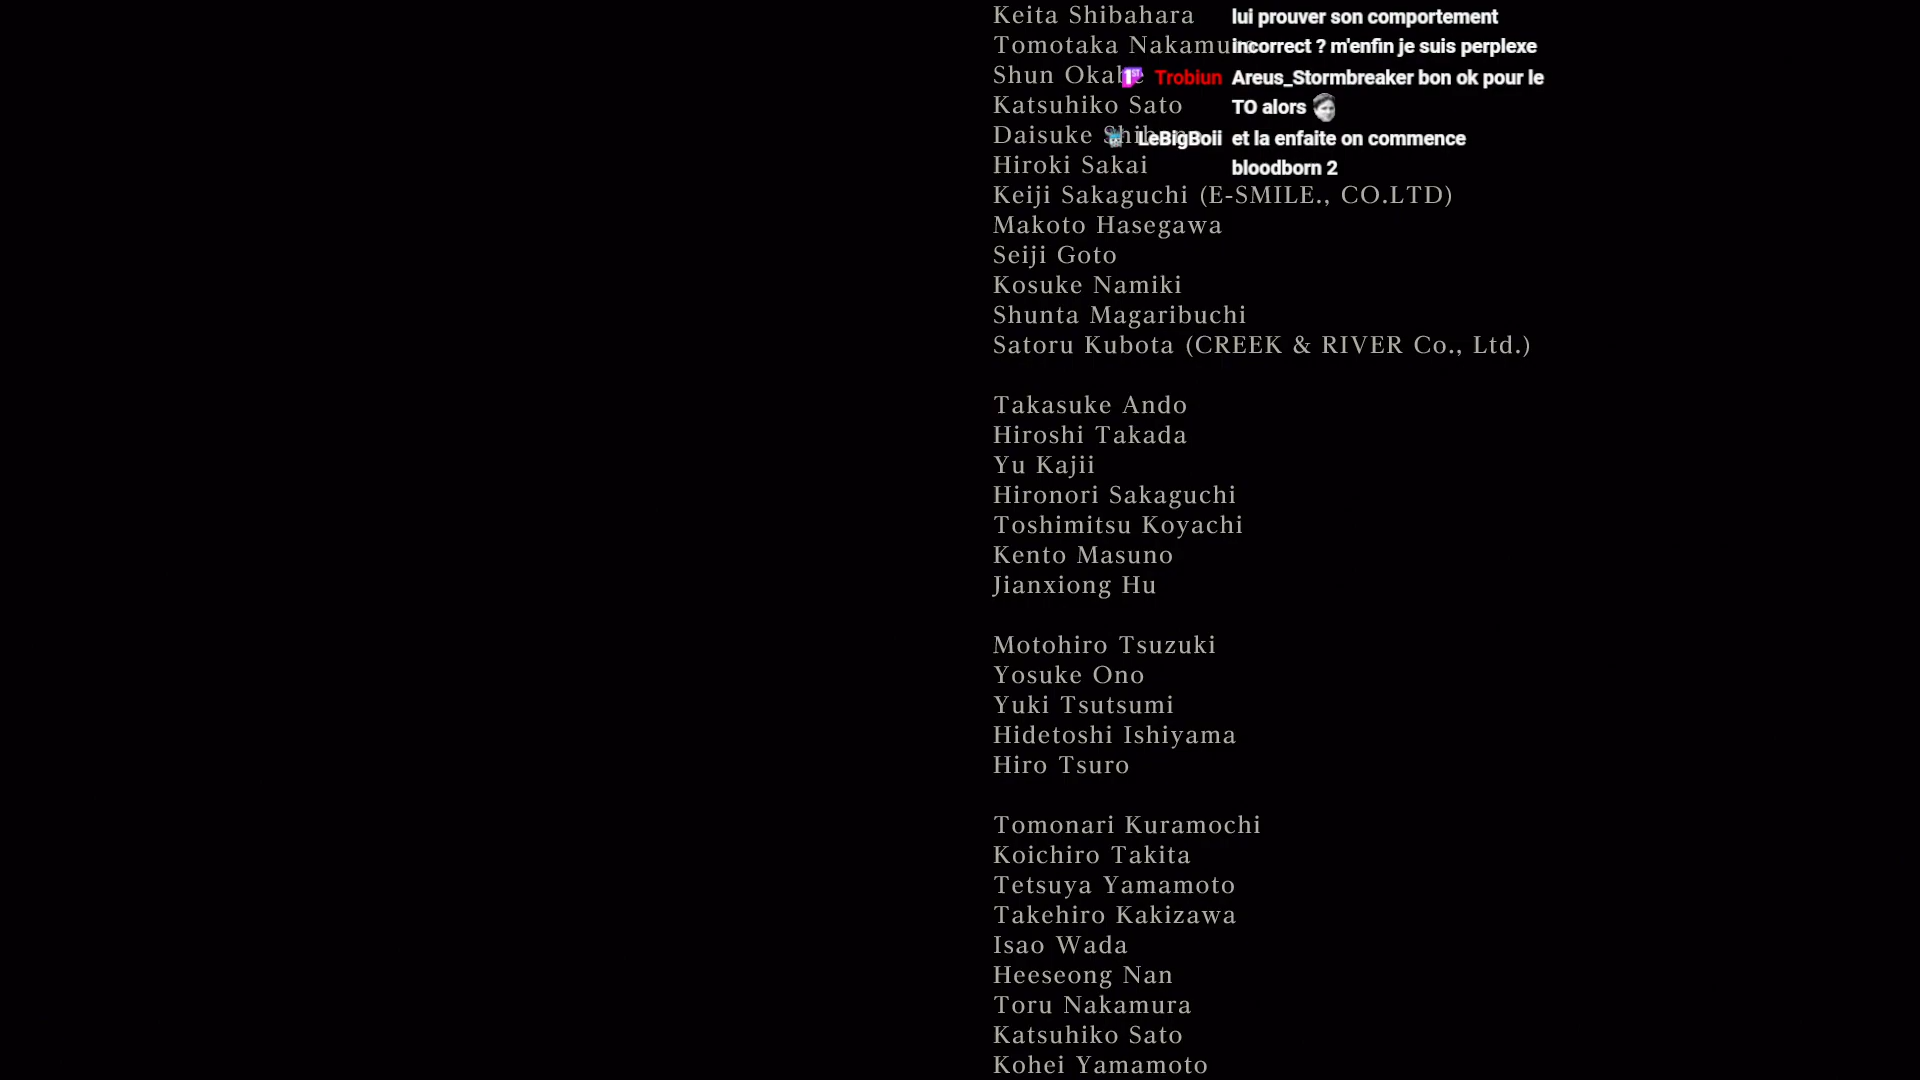 Keita Shibahara
lui prouver son comportement
Tomotaka
incorrect ? m'enfin je suis perplexe
Shun
1ST Trobiun Areus_Stormbreaker bon ok pour le
Katsuhiko Sato
TO alors
Daisuke
LeBigBoii et la enfaite on commence
Hiroki Sakai
bloodborn 2
Keiji Sakaguchi (E-SMILE., CO.LTD)
Makoto Hasegawa
Seiji Goto
Kosuke Namiki
Shunta Magaribuchi
Satoru Kubota (CREEK & RIVER Co., Ltd.)
Takasuke Ando
Hiroshi Takada
Yu Kajii
Hironori Sakaguchi
Toshimitsu Koyachi
Kento Masuno
Jianxiong Hu
Motohiro Tsuzuki
Yosuke Ono
Yuki Tsutsumi
Hidetoshi Ishiyama
Hiro Tsuro
Tomonari Kuramochi
Koichiro Takita
Tetsuya Yamamoto
Takehiro Kakizawa
Isao Wada
Heeseong Nan
Toru Nakamura
Katsuhiko Sato
Kohei Yamamoto